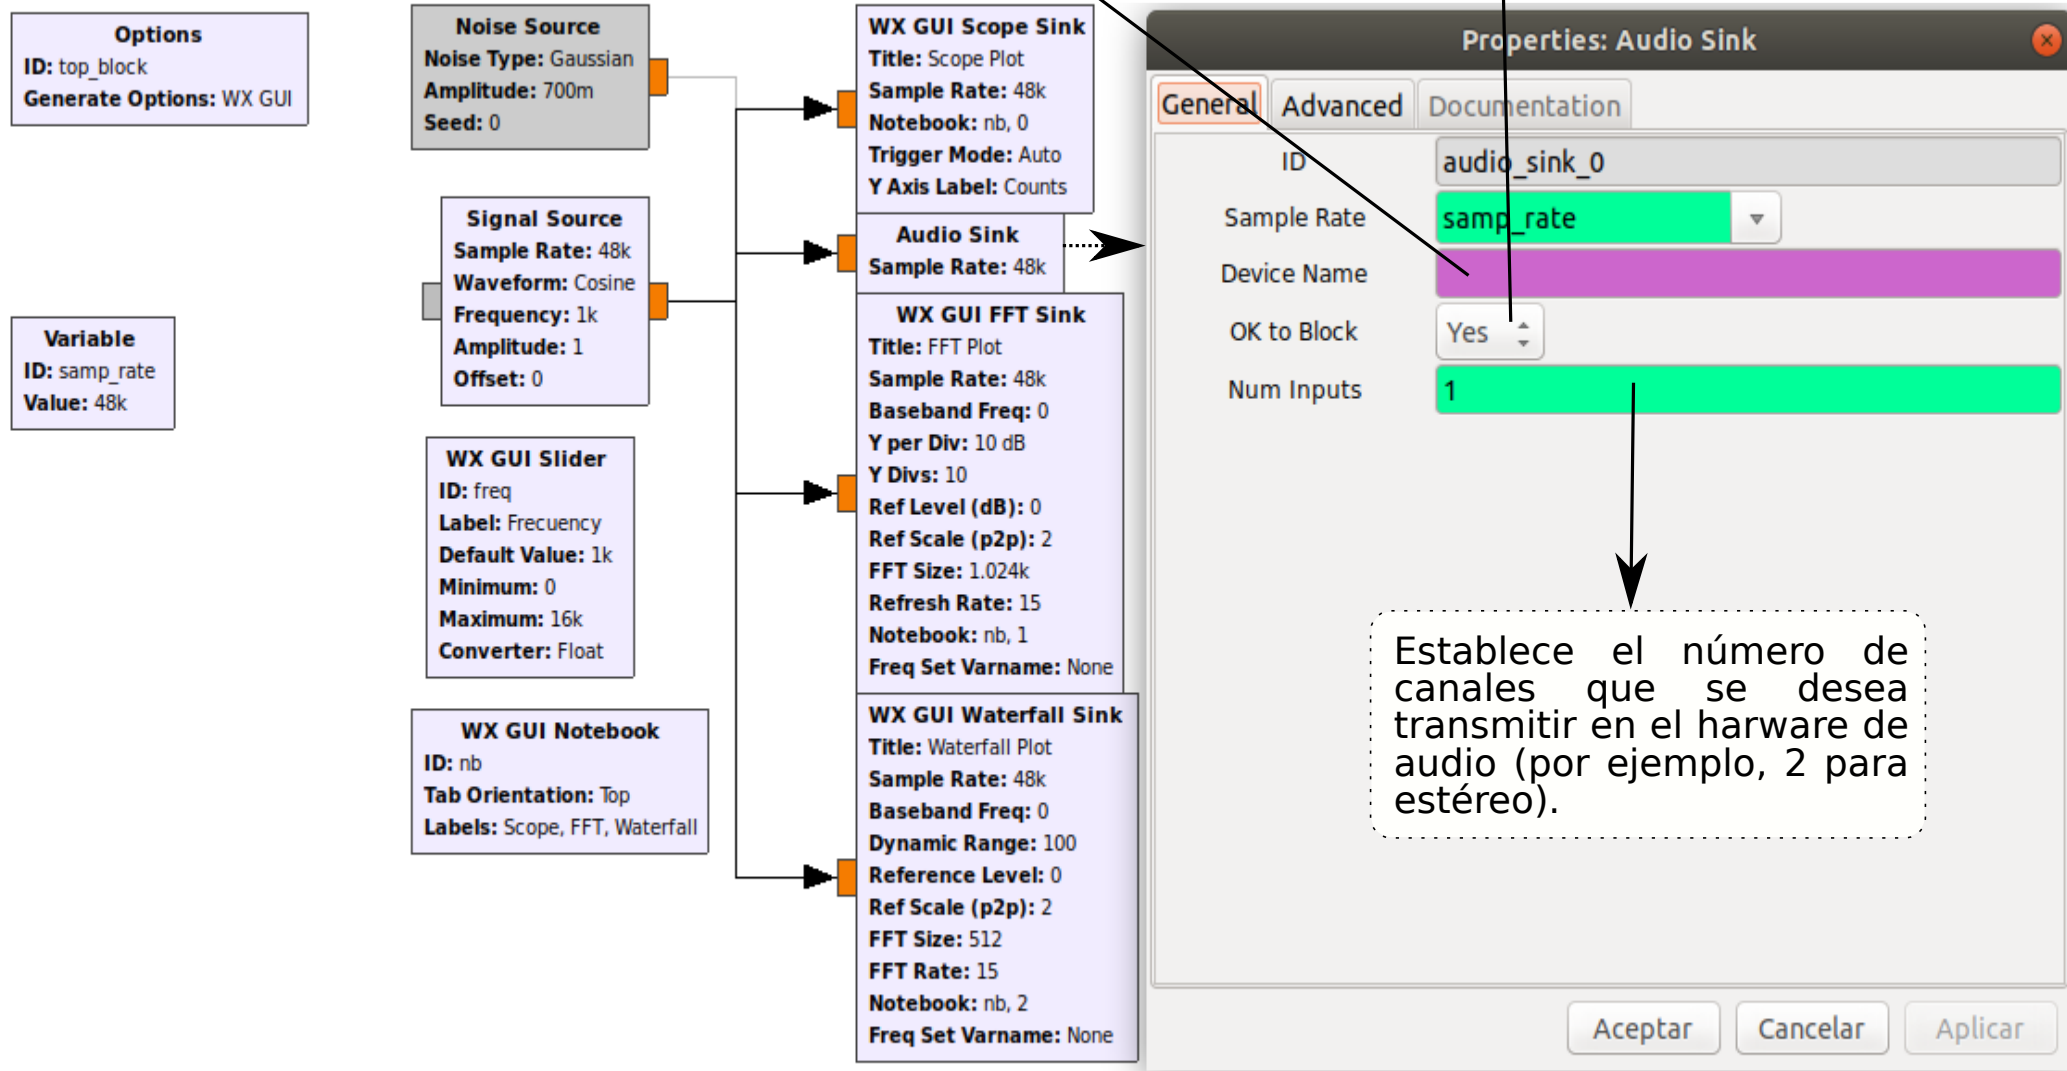 Options
ID: top_block
Generate Options: WX GUI
Variable
ID: samp_rate
Value: 48k
Noise Source
Noise Type: Gaussian
Amplitude: 700m
Seed: 0
Signal Source
Sample Rate: 48k
Waveform: Cosine
Frequency: 1k
Amplitude: 1
Offset: 0
WX GUI Slider
ID: freq
Label: Frecuency
Default Value: 1k
Minimum: 0
Maximum: 16k
Converter: Float
WX GUI Notebook
ID: nb
Tab Orientation: Top
Labels: Scope, FFT, Waterfall
WX GUI Scope Sink
Title: Scope Plot
Sample Rate: 48k
Notebook: nb, 0
Trigger Mode: Auto
Y Axis Label: Counts
Audio Sink
Sample Rate: 48k
WX GUI FFT Sink
Title: FFT Plot
Sample Rate: 48k
Baseband Freq: 0
Y per Div: 10 dB
Y Divs: 10
Ref Level (dB): 0
Ref Scale (p2p): 2
FFT Size: 1.024k
Refresh Rate: 15
Notebook: nb, 1
Freq Set Varname: None
WX GUI Waterfall Sink
Title: Waterfall Plot
Sample Rate: 48k
Baseband Freq: 0
Dynamic Range: 100
Reference Level: 0
Ref Scale (p2p): 2
FFT Size: 512
FFT Rate: 15
Notebook: nb, 2
Freq Set Varname: None
Properties: Audio Sink
General Advanced Documentation
ID audio_sink_0
Sample Rate samp_rate
Device Name
OK to Block Yes
Num Inputs 1
Establece el número de
canales que se desea
transmitir en el harware de
audio (por ejemplo, 2 para
estéreo).
Aceptar Cancelar Aplicar